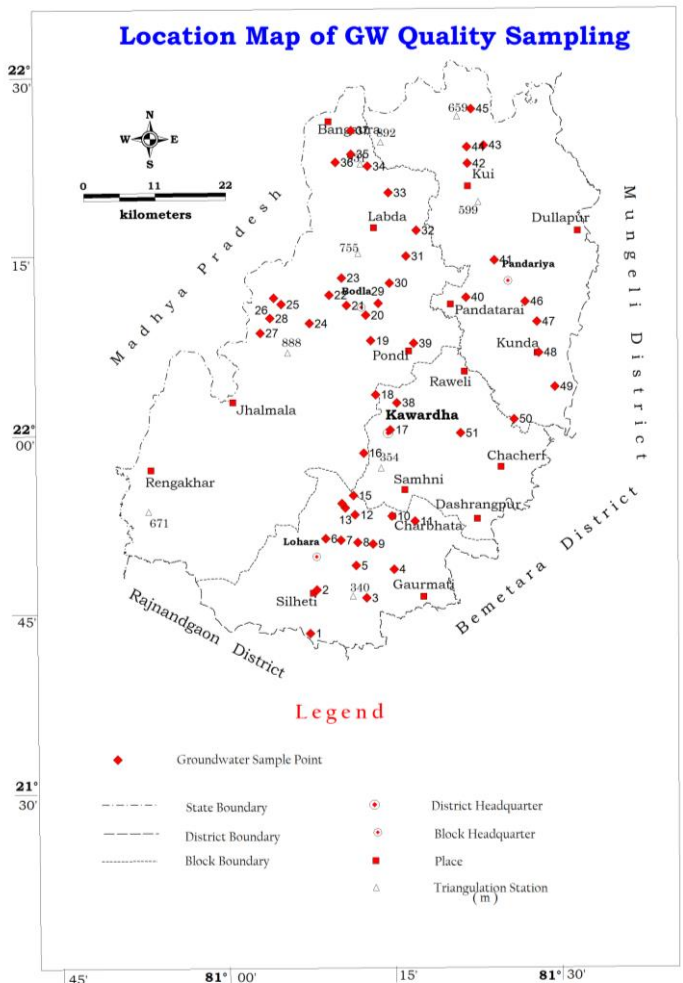 Location Map of GW Quality Sampling
22°
30'
N
W E
S
0 11 22
kilometers
659
45
Bangatra
37
892
35
36
34
44
43
42
Kui
33
599
Labda
Dullapur
32
755
31
41
Pandariya
Madhya Pradesh
Mungeli District
15'
23
30
Bodla
29
22
21
20
26
25
28
24
27
40
Pandatarai
46
47
888
19
39
Pondi
Kunda
48
Raweli
49
18
38
Jhalmala
Kawardha
17
50
51
22°
00'
16
354
Chacherf
Rengakhar
Samhni
15
13
12
10
11
Charbhata
Dashrangpur
671
Lohara
6
7
8
9
5
4
340
Gaurmati
2
Silheti
3
Bemetara District
45'
1
Rajnandgaon District
Legend
Groundwater Sample Point
21°
30'
State Boundary
District Headquarter
District Boundary
Block Headquarter
Block Boundary
Place
Triangulation Station
( m )
45' 81° 00' 15' 81° 30'